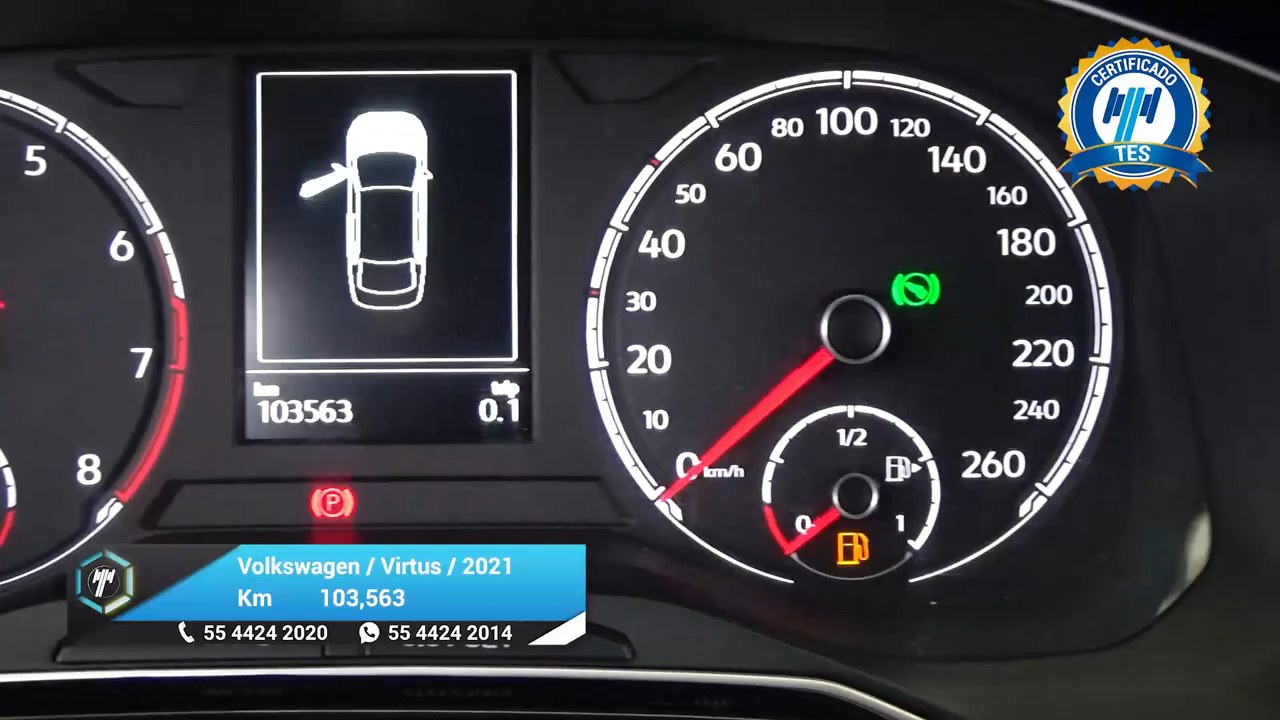 5
6
7
8
km
trip
103563
0.1
P
0
10
20
30
40
50
60
80
100
120
140
160
180
200
220
240
260
km/h
0
1/2
1
CERTIFICADO
TES
Volkswagen / Virtus / 2021
Km 103,563
55 4424 2020 55 4424 2014